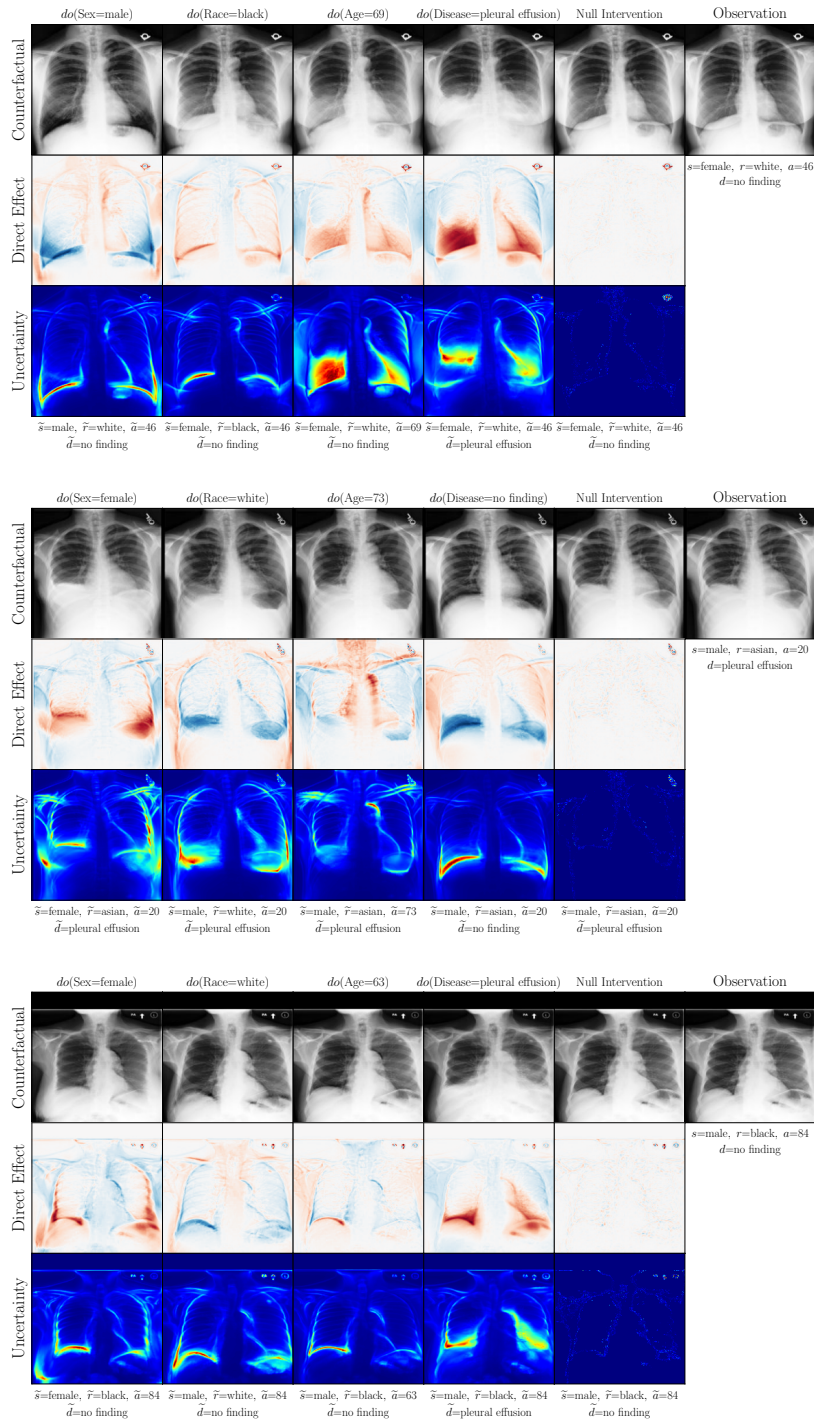 do(Sex=male) do(Race=black) do(Age=69) do(Disease=pleural effusion) Null Intervention Observation
Counterfactual
s=female, r=white, a=46
d=no finding
Direct Effect
Uncertainty
s̃=male, r̃=white, ã=46 s̃=female, r̃=black, ã=46 s̃=female, r̃=white, ã=69 s̃=female, r̃=white, ã=46 s̃=female, r̃=white, ã=46
d̃=no finding d̃=no finding d̃=no finding d̃=pleural effusion d̃=no finding
do(Sex=female) do(Race=white) do(Age=73) do(Disease=no finding) Null Intervention Observation
Counterfactual
s=male, r=asian, a=20
d=pleural effusion
Direct Effect
Uncertainty
s̃=female, r̃=asian, ã=20 s̃=male, r̃=white, ã=20 s̃=male, r̃=asian, ã=73 s̃=male, r̃=asian, ã=20 s̃=male, r̃=asian, ã=20
d̃=pleural effusion d̃=pleural effusion d̃=pleural effusion d̃=no finding d̃=pleural effusion
do(Sex=female) do(Race=white) do(Age=63) do(Disease=pleural effusion) Null Intervention Observation
Counterfactual
s=male, r=black, a=84
d=no finding
Direct Effect
Uncertainty
s̃=female, r̃=black, ã=84 s̃=male, r̃=white, ã=84 s̃=male, r̃=black, ã=63 s̃=male, r̃=black, ã=84 s̃=male, r̃=black, ã=84
d̃=no finding d̃=no finding d̃=no finding d̃=pleural effusion d̃=no finding